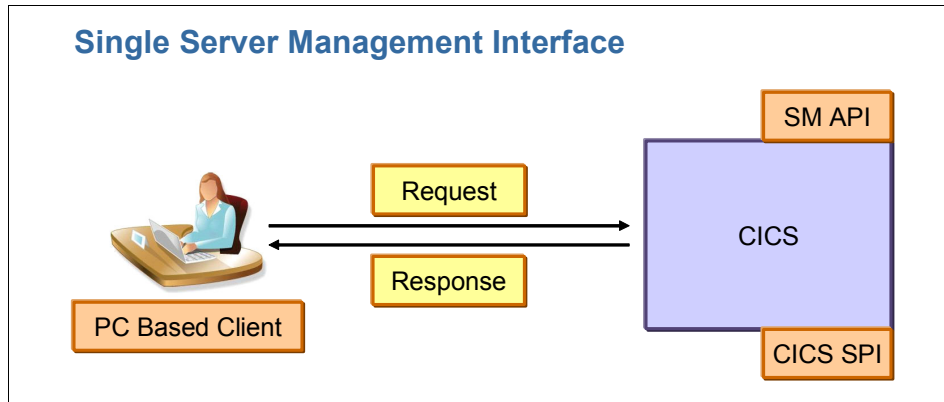 Single Server Management Interface
SM API
Request
CICS
Response
PC Based Client
CICS SPI